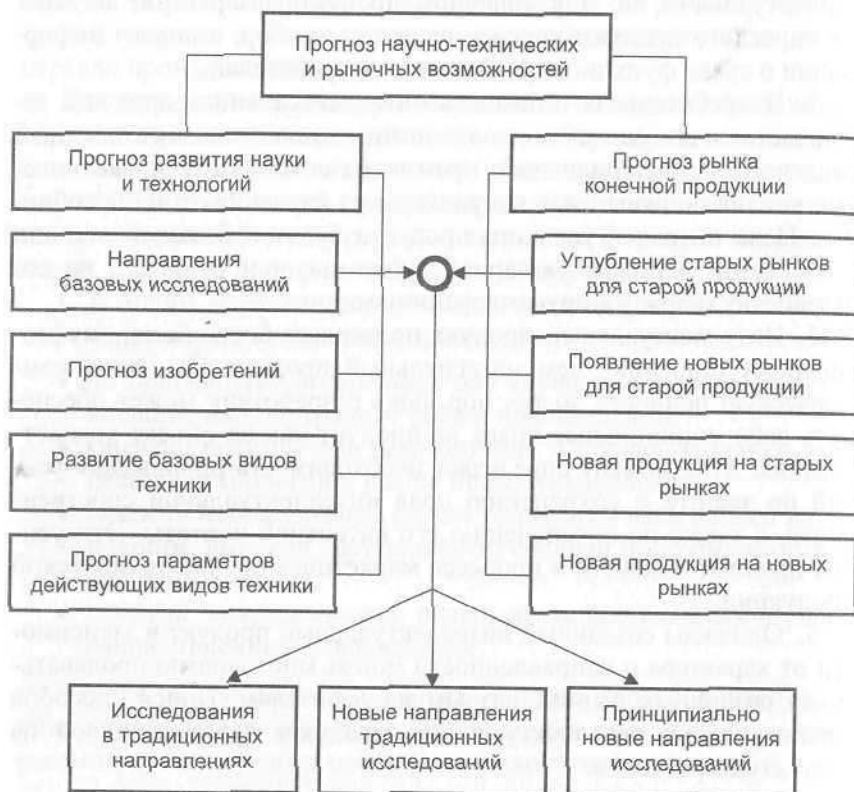 Прогноз научно-технических
и рыночных возможностей
Прогноз развития науки
и технологий
Прогноз рынка
конечной продукции
Направления
базовых исследований
Углубление старых рынков
для старой продукции
Прогноз изобретений
Появление новых рынков
для старой продукции
Развитие базовых видов
техники
Новая продукция на старых
рынках
Прогноз параметров
действующих видов техники
Новая продукция на новых
рынках
Исследования
в традиционных
направлениях
Новые направления
традиционных
исследований
Принципиально
новые направления
исследований